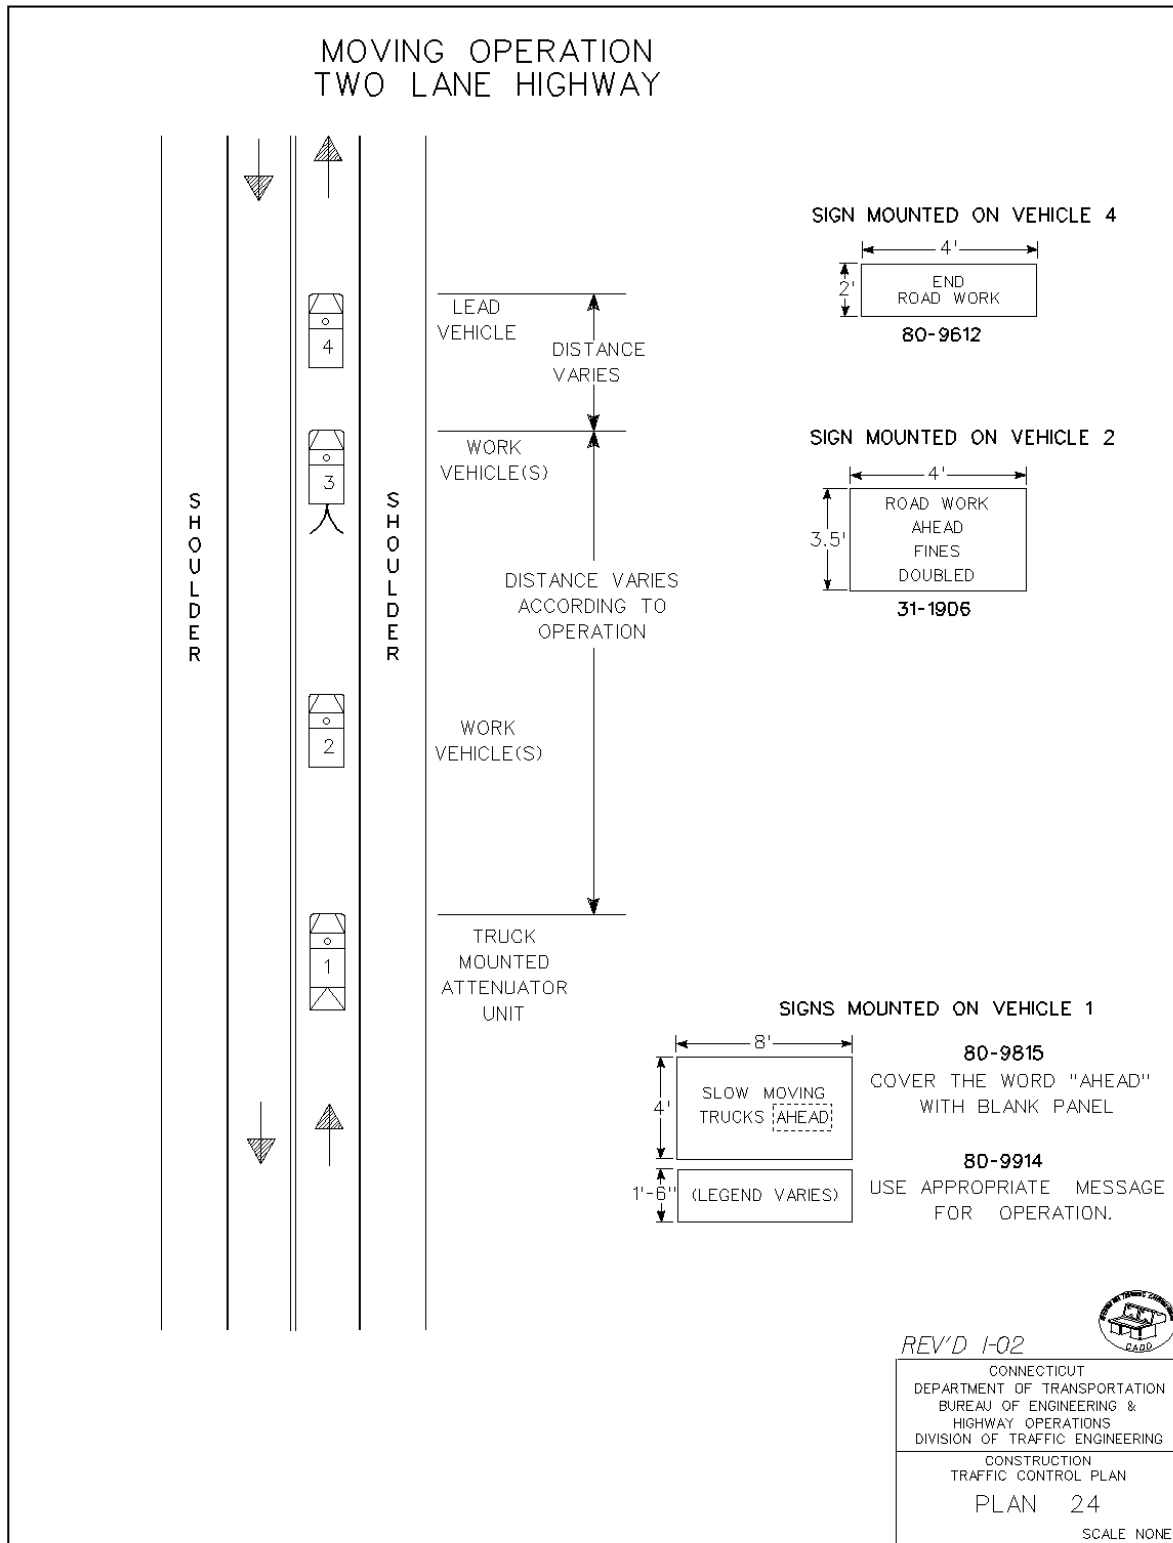 MOVING OPERATION
TWO LANE HIGHWAY
SIGN MOUNTED ON VEHICLE 4
4'
2'
END
ROAD WORK
80-9612
LEAD
VEHICLE
4
DISTANCE
VARIES
SIGN MOUNTED ON VEHICLE 2
4'
3.5'
ROAD WORK
AHEAD
FINES
DOUBLED
31-1906
WORK
VEHICLE(S)
3
SHOULDER
SHOULDER
DISTANCE VARIES
ACCORDING TO
OPERATION
2
WORK
VEHICLE(S)
1
TRUCK
MOUNTED
ATTENUATOR
UNIT
SIGNS MOUNTED ON VEHICLE 1
8'
4'
SLOW MOVING
TRUCKS AHEAD
80-9815
COVER THE WORD "AHEAD"
WITH BLANK PANEL
1'-6"
(LEGEND VARIES)
80-9914
USE APPROPRIATE MESSAGE
FOR OPERATION.
REV'D 1-02
CADD
CONNECTICUT
DEPARTMENT OF TRANSPORTATION
BUREAU OF ENGINEERING &
HIGHWAY OPERATIONS
DIVISION OF TRAFFIC ENGINEERING
CONSTRUCTION
TRAFFIC CONTROL PLAN
PLAN 24
SCALE NONE